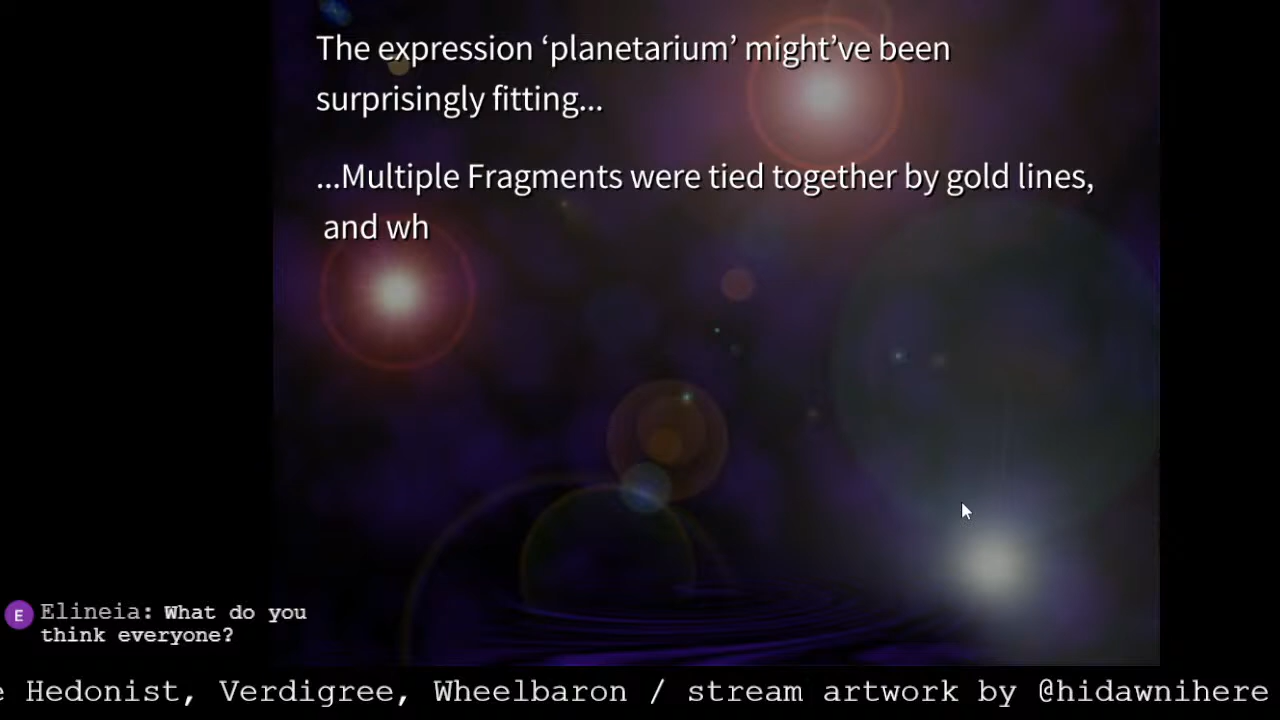 The expression ‘planetarium’ might’ve been
surprisingly fitting...
...Multiple Fragments were tied together by gold lines,
and wh
E Elineia: What do you
think everyone?
e Hedonist, Verdigree, Wheelbaron / stream artwork by @hidawnihere